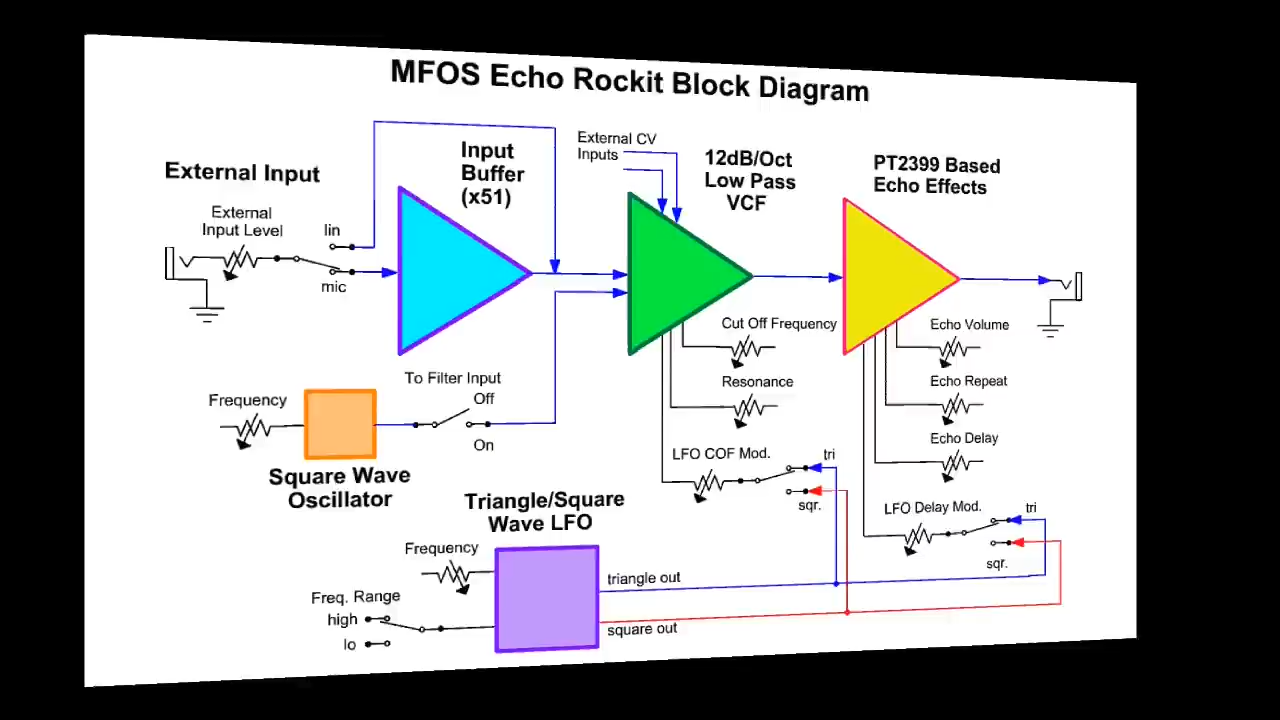 MFOS Echo Rockit Block Diagram
External Input
External
Input Level
lin
mic
Input
Buffer
(x51)
External CV
Inputs
12dB/Oct
Low Pass
VCF
PT2399 Based
Echo Effects
Cut Off Frequency
Resonance
LFO COF Mod.
tri
sqr.
Echo Volume
Echo Repeat
Echo Delay
LFO Delay Mod.
tri
sqr.
To Filter Input
Off
On
Frequency
Square Wave
Oscillator
Triangle/Square
Wave LFO
Frequency
Freq. Range
high
lo
triangle out
square out